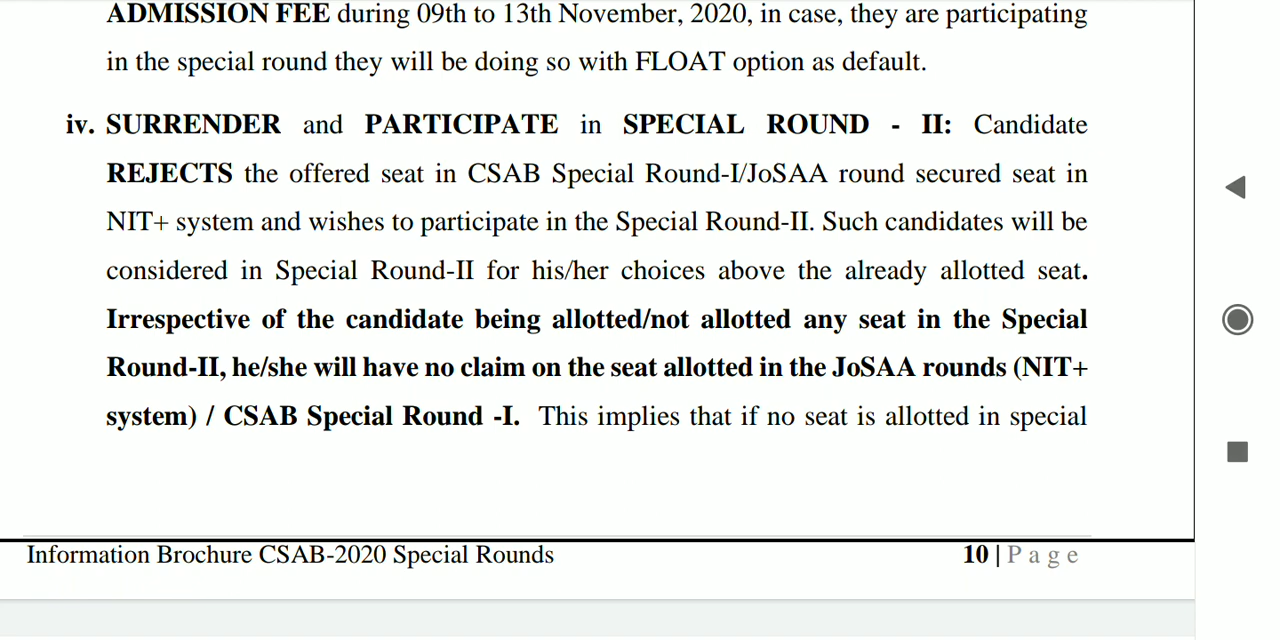 ADMISSION FEE during 09th to 13th November, 2020, in case, they are participating
in the special round they will be doing so with FLOAT option as default.
iv. SURRENDER and PARTICIPATE in SPECIAL ROUND - II: Candidate
REJECTS the offered seat in CSAB Special Round-I/JoSAA round secured seat in
NIT+ system and wishes to participate in the Special Round-II. Such candidates will be
considered in Special Round-II for his/her choices above the already allotted seat.
Irrespective of the candidate being allotted/not allotted any seat in the Special
Round-II, he/she will have no claim on the seat allotted in the JoSAA rounds (NIT+
system) / CSAB Special Round -I. This implies that if no seat is allotted in special
Information Brochure CSAB-2020 Special Rounds 10 | P a g e